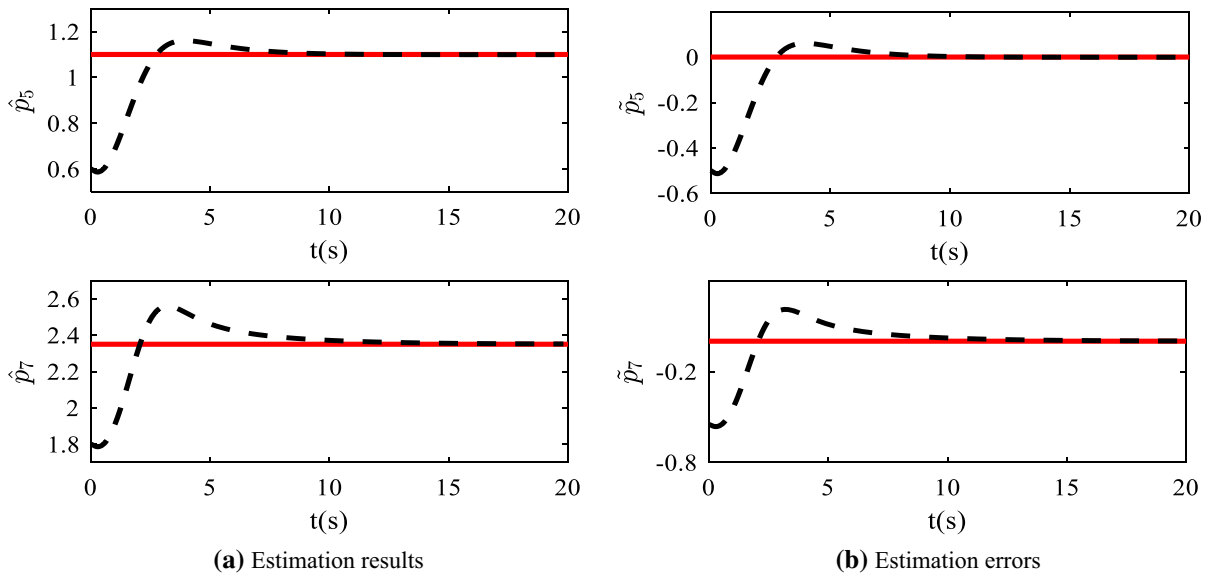 1.2
1
0.8
0.6
p̂5
0 5 10 15 20
t(s)
0
-0.2
-0.4
-0.6
p̃5
0 5 10 15 20
t(s)
2.6
2.4
2.2
2
1.8
p̂7
0 5 10 15 20
t(s)
-0.2
-0.8
p̃7
0 5 10 15 20
t(s)
(a) Estimation results
(b) Estimation errors